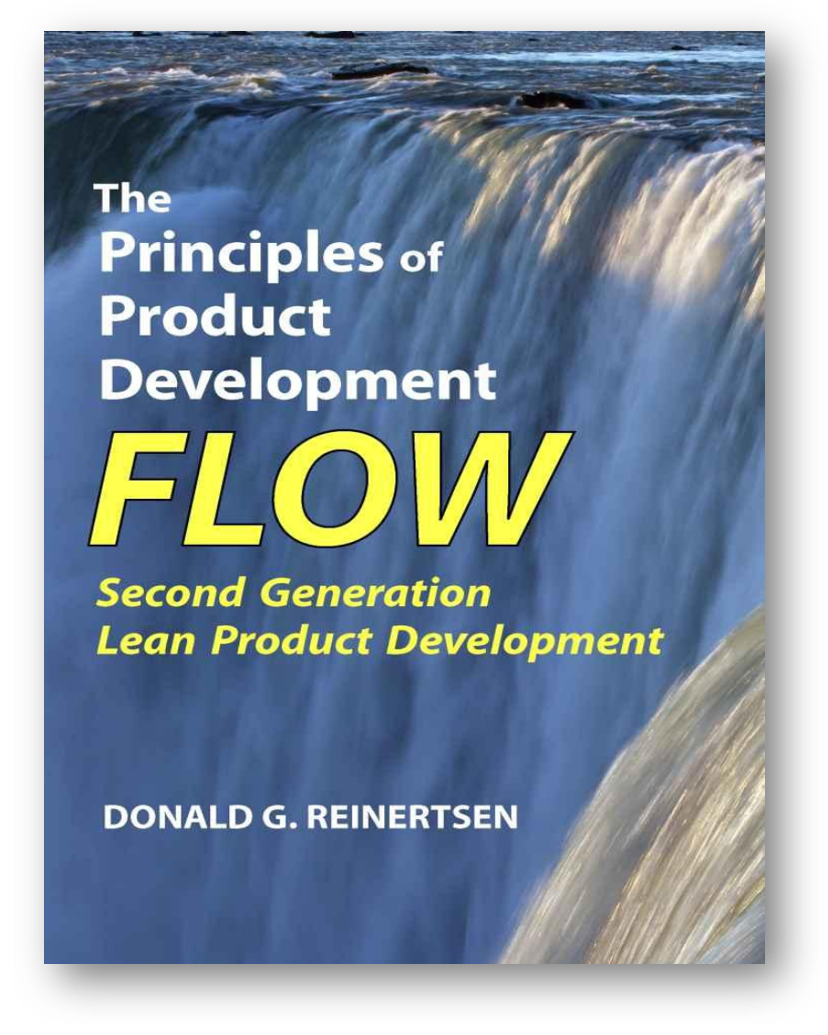 The
Principles of
Product
Development
FLOW
Second Generation
Lean Product Development
DONALD G. REINERTSEN